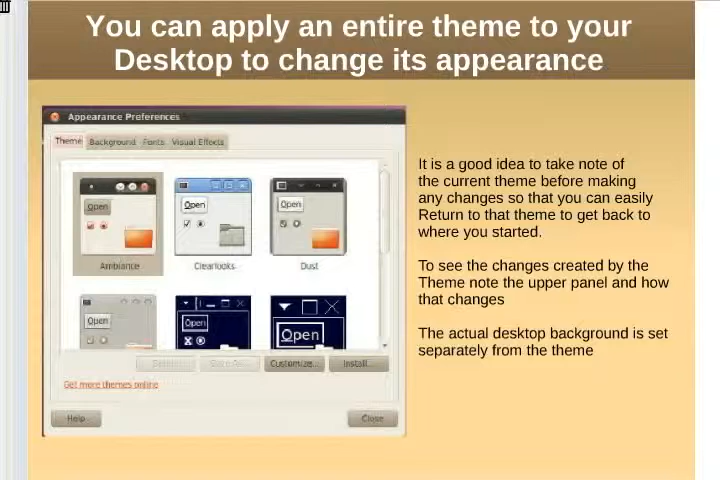 You can apply an entire theme to your
Desktop to change its appearance
Appearance Preferences
Theme Background Fonts Visual Effects
Open
Open
Open
Ambiance Clearlooks Dust
Open
Open
Open
Customize... Install...
Get more themes online
Help Close
It is a good idea to take note of
the current theme before making
any changes so that you can easily
Return to that theme to get back to
where you started.
To see the changes created by the
Theme note the upper panel and how
that changes
The actual desktop background is set
separately from the theme